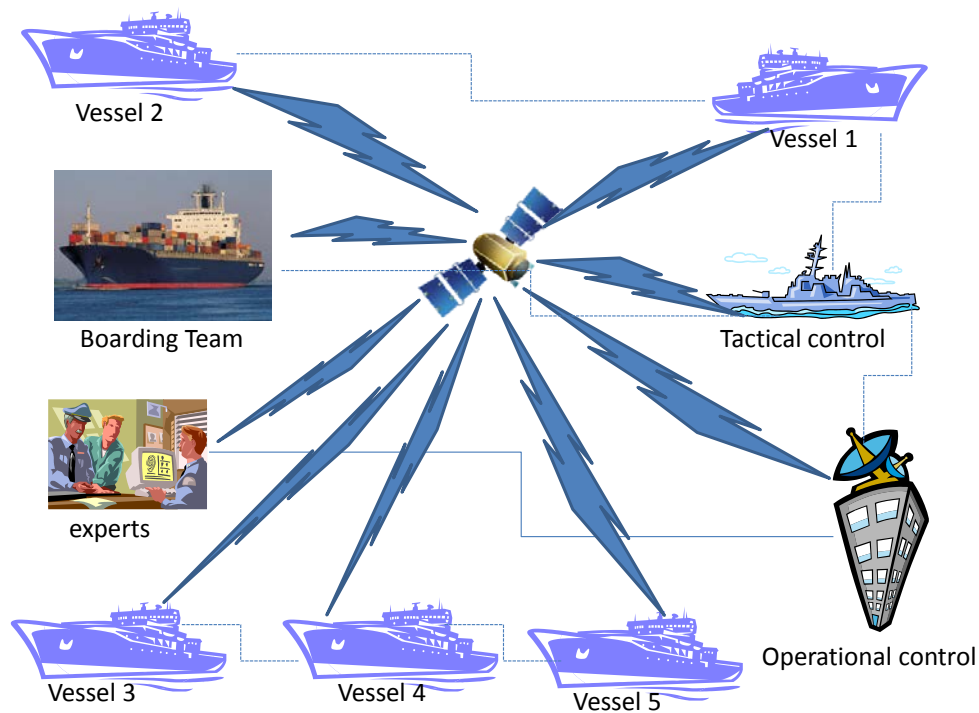 Vessel 2
Vessel 1
Boarding Team
Tactical control
experts
Operational control
Vessel 3
Vessel 4
Vessel 5